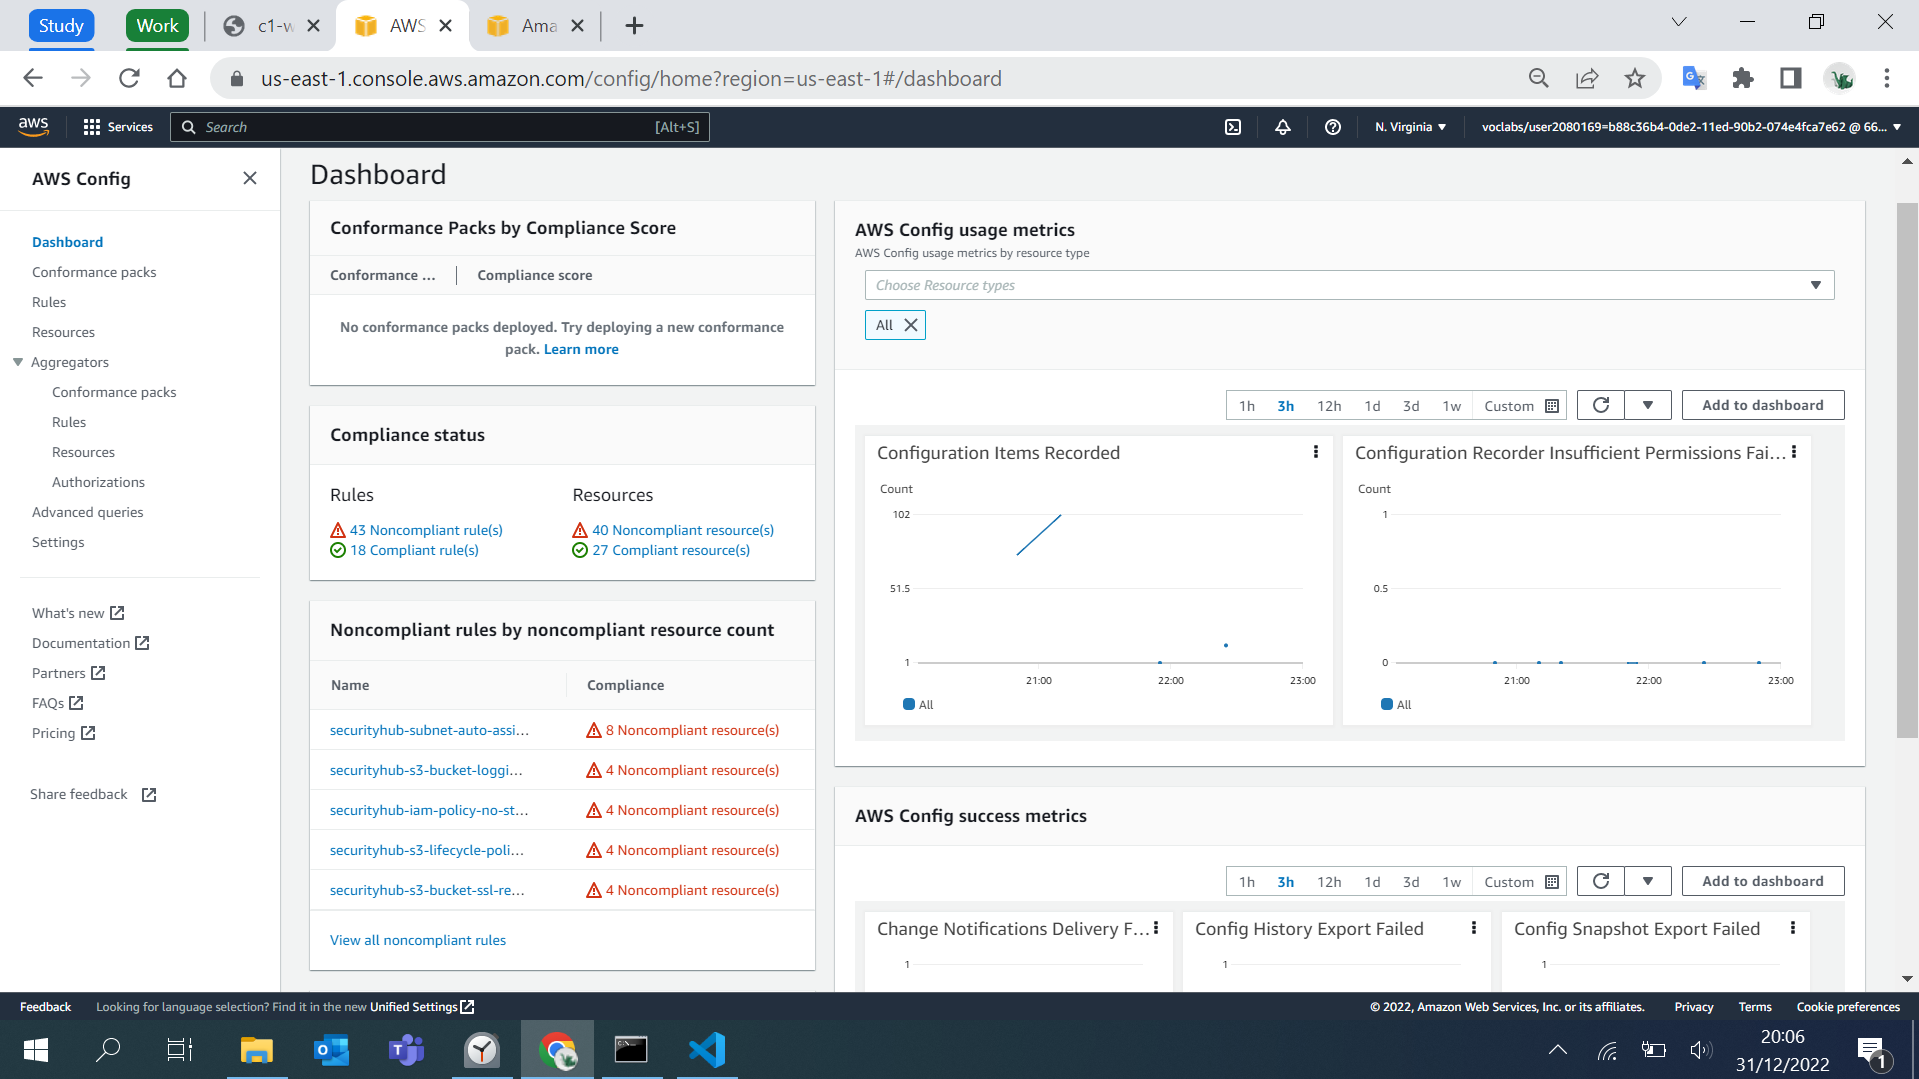 Study
Work
c1-w
AWS
Ama
us-east-1.console.aws.amazon.com/config/home?region=us-east-1#/dashboard
aws
Services
Search
[Alt+S]
N. Virginia
voclabs/user2080169=b88c36b4-0de2-11ed-90b2-074e4fca7e62 @ 66...
AWS Config
Dashboard
Conformance packs
Rules
Resources
Aggregators
Conformance packs
Rules
Resources
Authorizations
Advanced queries
Settings
What's new
Documentation
Partners
FAQs
Pricing
Share feedback
Dashboard
Conformance Packs by Compliance Score
Conformance ...
Compliance score
No conformance packs deployed. Try deploying a new conformance
pack. Learn more
Compliance status
Rules
Resources
43 Noncompliant rule(s)
40 Noncompliant resource(s)
18 Compliant rule(s)
27 Compliant resource(s)
Noncompliant rules by noncompliant resource count
Name
Compliance
securityhub-subnet-auto-assi...
8 Noncompliant resource(s)
securityhub-s3-bucket-loggi...
4 Noncompliant resource(s)
securityhub-iam-policy-no-st...
4 Noncompliant resource(s)
securityhub-s3-lifecycle-poli...
4 Noncompliant resource(s)
securityhub-s3-bucket-ssl-re...
4 Noncompliant resource(s)
View all noncompliant rules
AWS Config usage metrics
AWS Config usage metrics by resource type
Choose Resource types
All
1h 3h 12h 1d 3d 1w Custom
Add to dashboard
Configuration Items Recorded
Count
102
51.5
1
21:00 22:00 23:00
All
Configuration Recorder Insufficient Permissions Fai...
Count
1
0.5
0
21:00 22:00 23:00
All
AWS Config success metrics
1h 3h 12h 1d 3d 1w Custom
Add to dashboard
Change Notifications Delivery F...
1
Config History Export Failed
1
Config Snapshot Export Failed
1
Feedback
Looking for language selection? Find it in the new Unified Settings
© 2022, Amazon Web Services, Inc. or its affiliates.
Privacy
Terms
Cookie preferences
20:06
31/12/2022
1